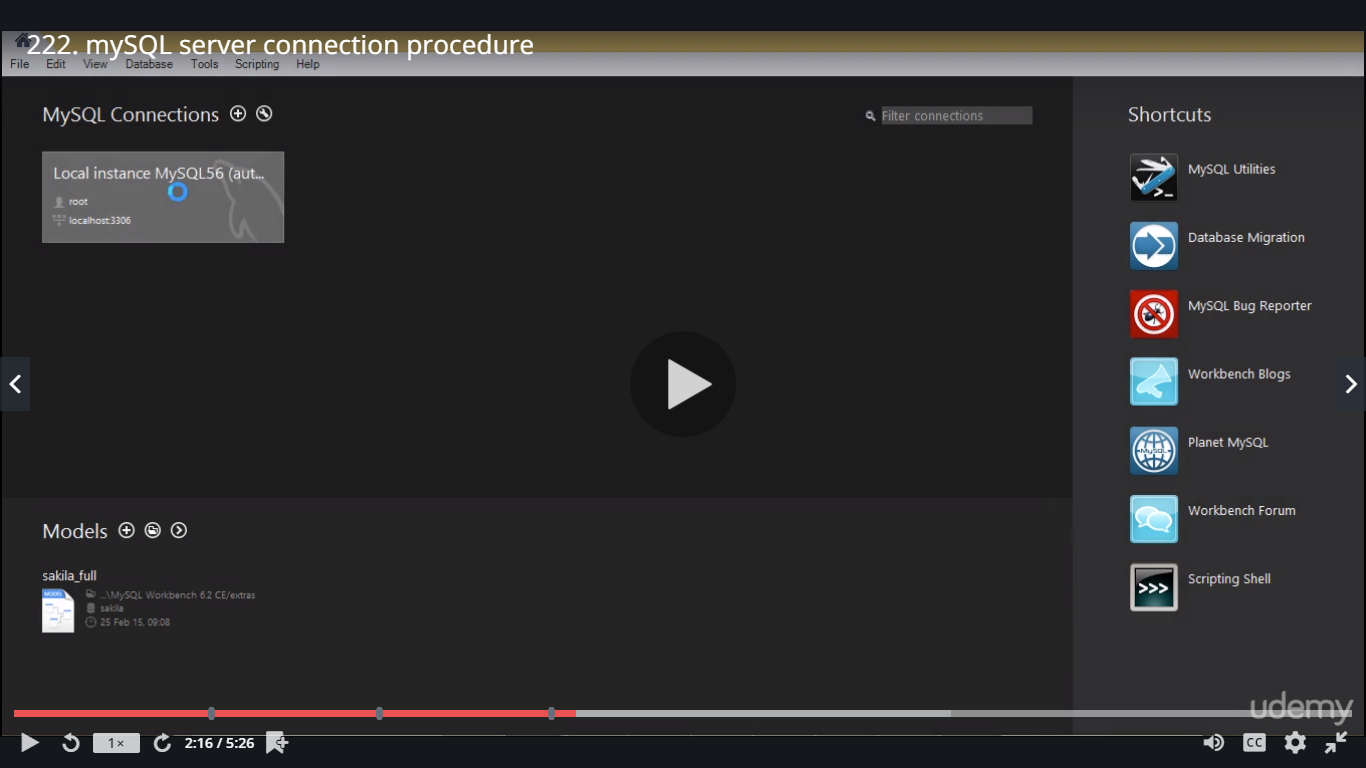 222. mySQL server connection procedure
File Edit View Database Tools Scripting Help
MySQL Connections
Filter connections
Local instance MySQL56 (aut...
root
localhost:3306
Shortcuts
MySQL Utilities
Database Migration
MySQL Bug Reporter
Workbench Blogs
MySQL
Planet MySQL
Workbench Forum
>>>
Scripting Shell
Models
sakila_full
MODEL
...\MySQL Workbench 6.2 CE/extras
sakila
25 Feb 15, 09:08
udemy
1× 2:16 / 5:26 CC